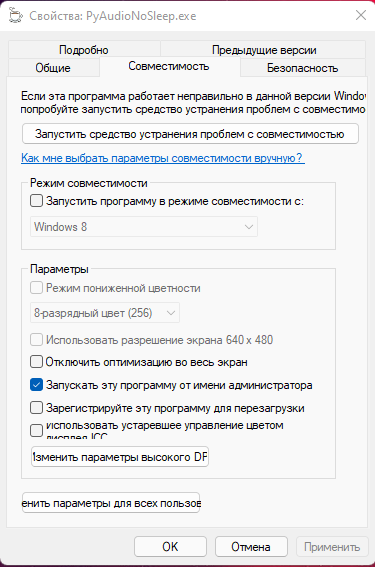 Свойства: PyAudioNoSleep.exe
Подробно
Предыдущие версии
Общие
Совместимость
Безопасность
Если эта программа работает неправильно в данной версии Windo
попробуйте запустить средство устранения проблем с совместимо
Запустить средство устранения проблем с совместимостью
Как мне выбрать параметры совместимости вручную?
Режим совместимости
Запустить программу в режиме совместимости с:
Windows 8
Параметры
Режим пониженной цветности
8-разрядный цвет (256)
Использовать разрешение экрана 640 x 480
Отключить оптимизацию во весь экран
Запускать эту программу от имени администратора
Зарегистрируйте эту программу для перезагрузки
Использовать устаревшее управление цветом
дисплея ICC
Изменить параметры высокого DP
енить параметры для всех пользов
OK
Отмена
Применить